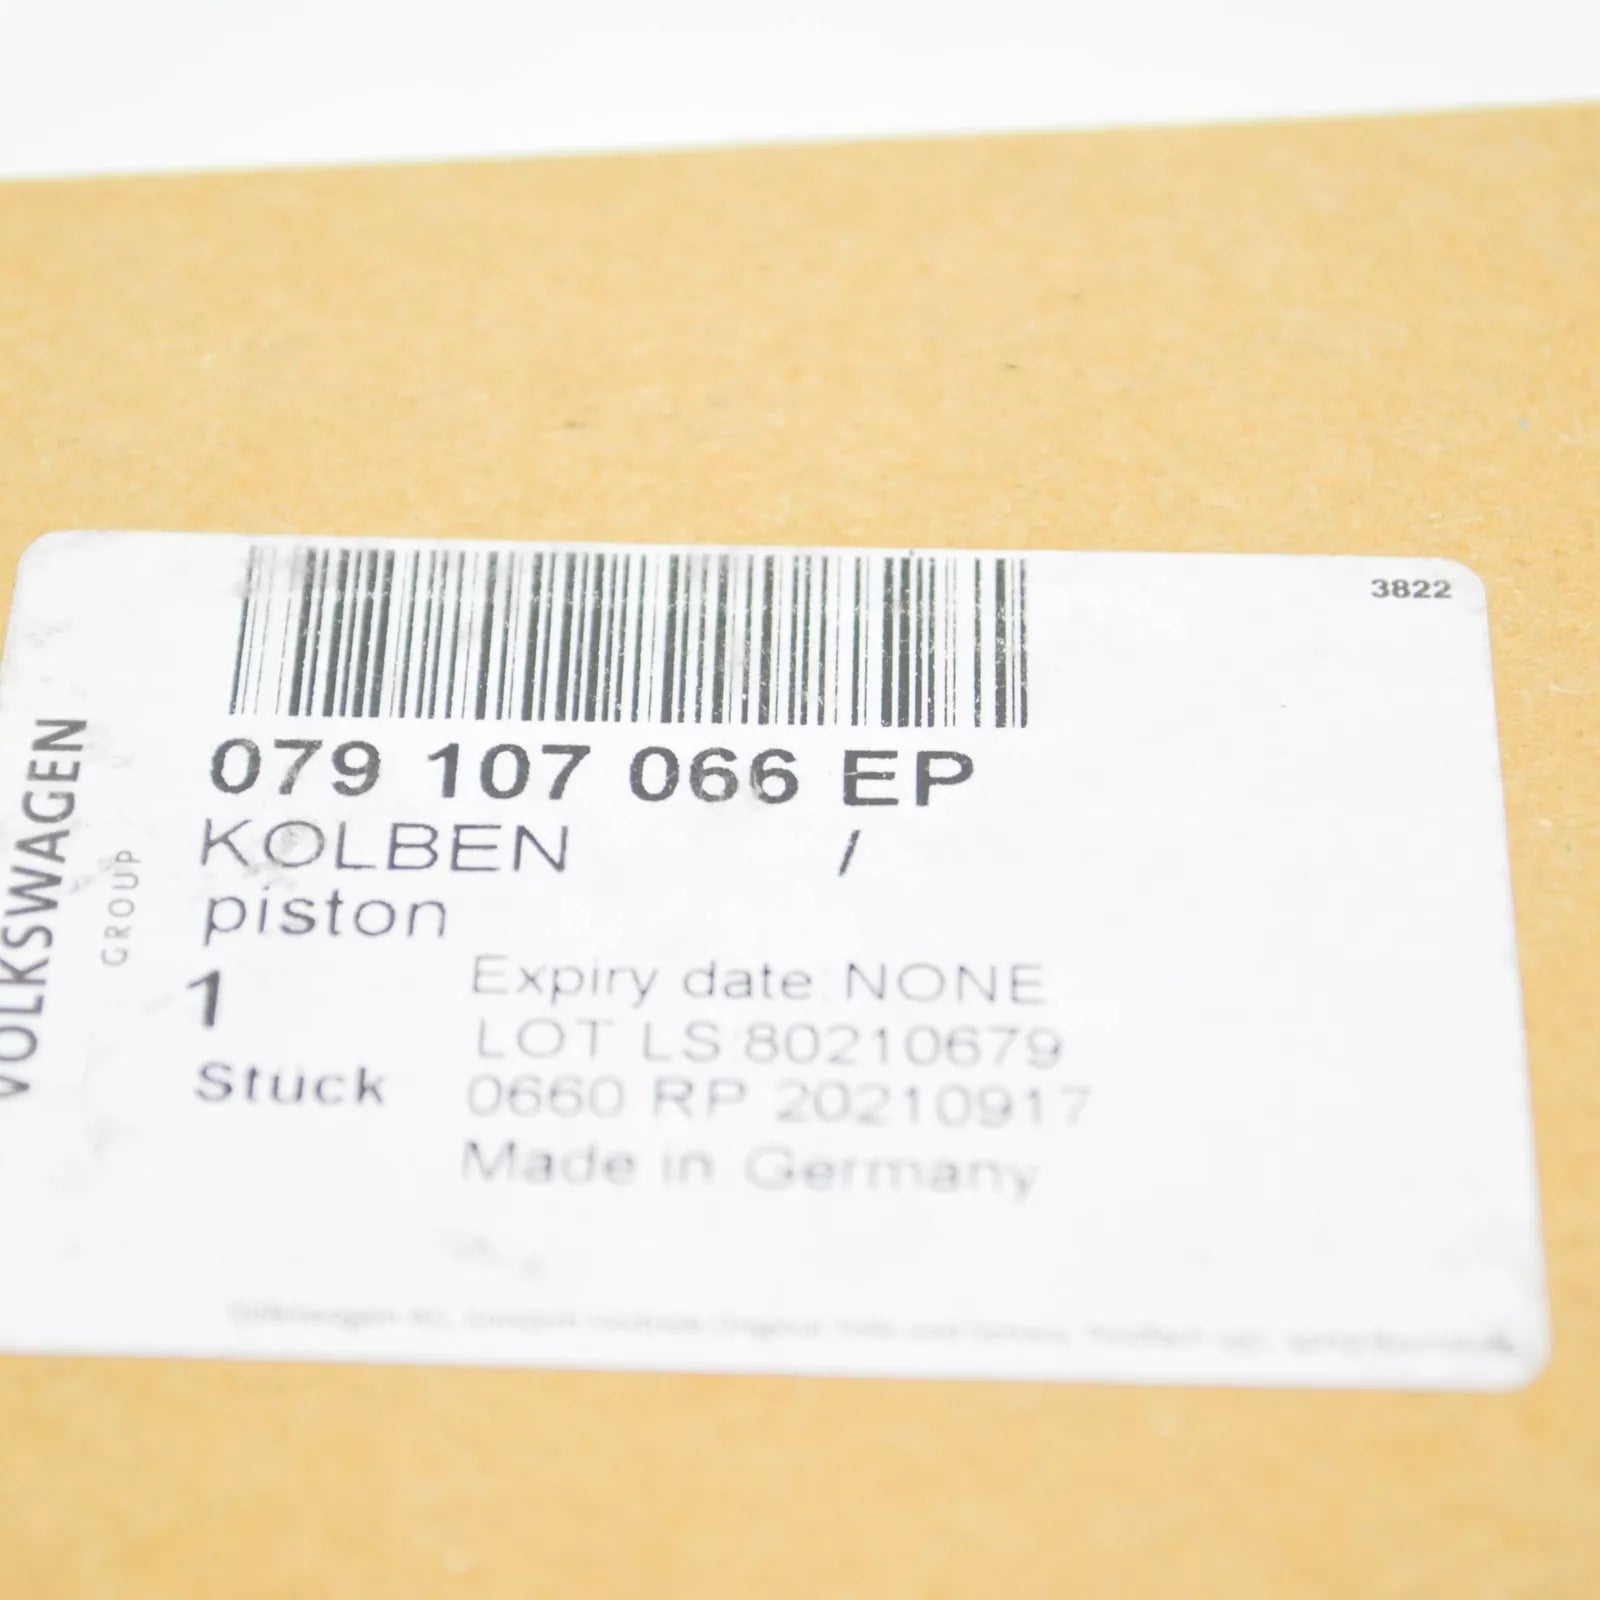 3822
079 107 066 EP
KOLBEN /
piston
1
Stück
Expiry date NONE
LOT LS:80210679
0660 RP 20210917
Made in Germany
VOLKSWAGEN
GROUP